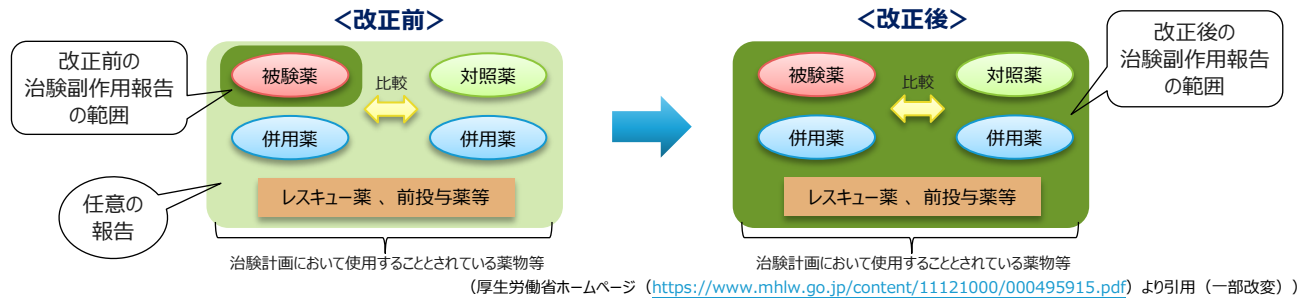 <改正前>
改正前の
治験副作用報告
の範囲
被験薬
比較
対照薬
併用薬
併用薬
レスキュー薬 、前投与薬等
任意の
報告
治験計画において使用することとされている薬物等
<改正後>
改正後の
治験副作用報告
の範囲
被験薬
比較
対照薬
併用薬
併用薬
レスキュー薬 、前投与薬等
治験計画において使用することとされている薬物等
(厚生労働省ホームページ(https://www.mhlw.go.jp/content/11121000/000495915.pdf)より引用(一部改変))